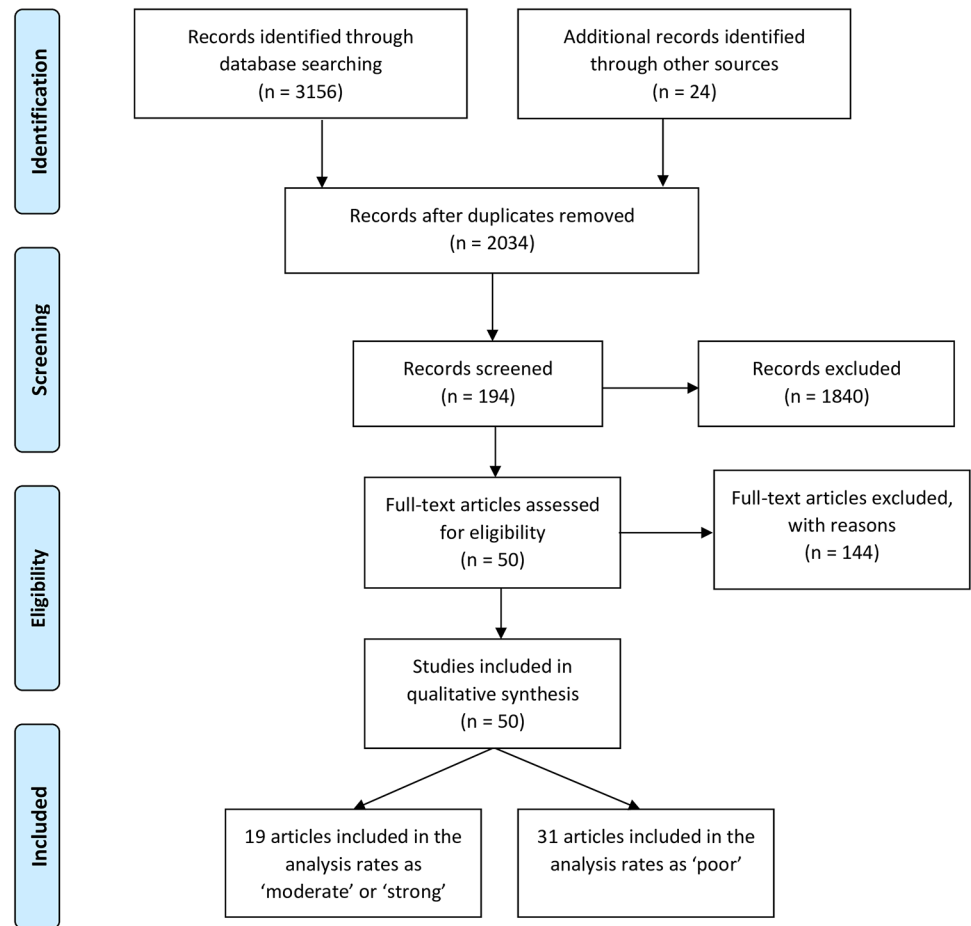 Identification
Records identified through
database searching
(n = 3156)
Additional records identified
through other sources
(n = 24)
Records after duplicates removed
(n = 2034)
Screening
Records screened
(n = 194)
Records excluded
(n = 1840)
Eligibility
Full-text articles assessed
for eligibility
(n = 50)
Full-text articles excluded,
with reasons
(n = 144)
Studies included in
qualitative synthesis
(n = 50)
Included
19 articles included in the
analysis rates as
‘moderate’ or ‘strong’
31 articles included in the
analysis rates as ‘poor’